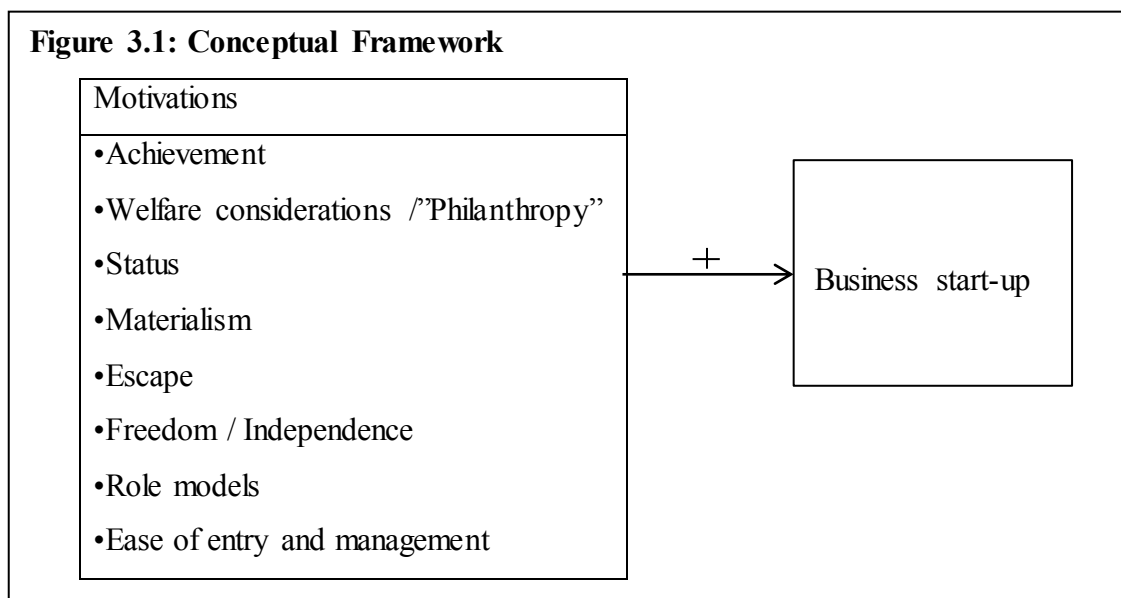 Figure 3.1: Conceptual Framework
Motivations
•Achievement
•Welfare considerations /”Philanthropy”
•Status
•Materialism
•Escape
•Freedom / Independence
•Role models
•Ease of entry and management
+
Business start-up